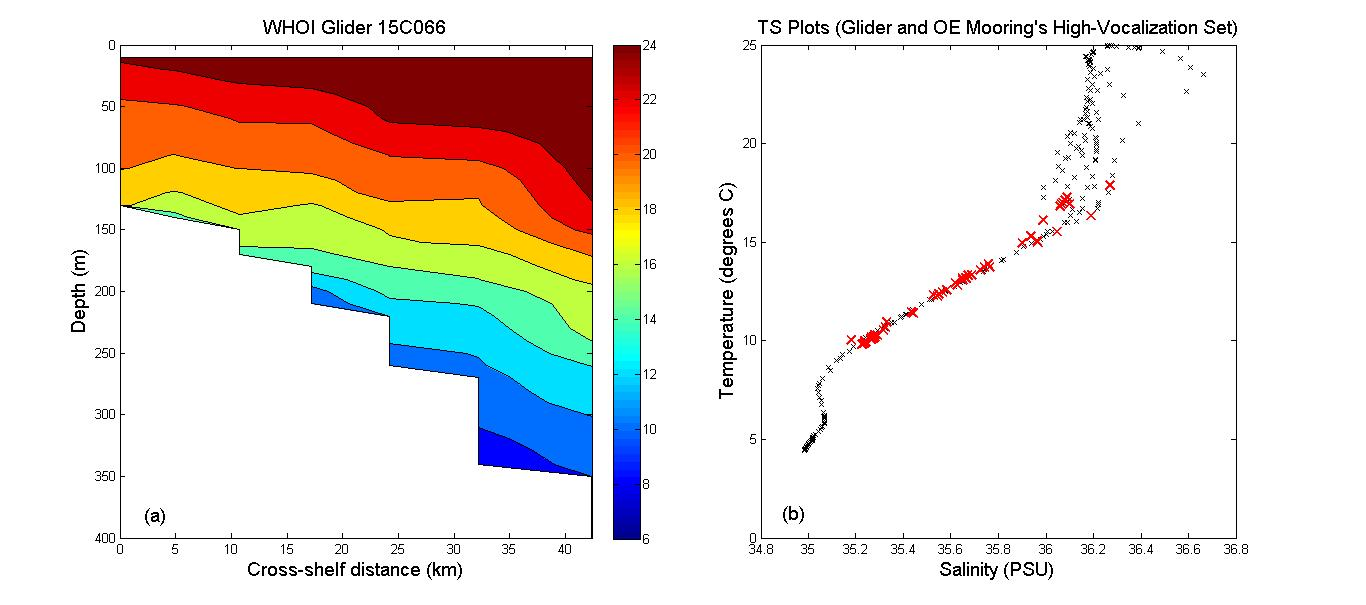 WHOI Glider 15C066
0
50
100
150
200
250
300
350
400
Depth (m)
(a)
0 5 10 15 20 25 30 35 40
Cross-shelf distance (km)
24
22
20
18
16
14
12
10
8
6
TS Plots (Glider and OE Mooring's High-Vocalization Set)
25
20
15
10
5
0
Temperature (degrees C)
(b)
34.8 35 35.2 35.4 35.6 35.8 36 36.2 36.4 36.6 36.8
Salinity (PSU)